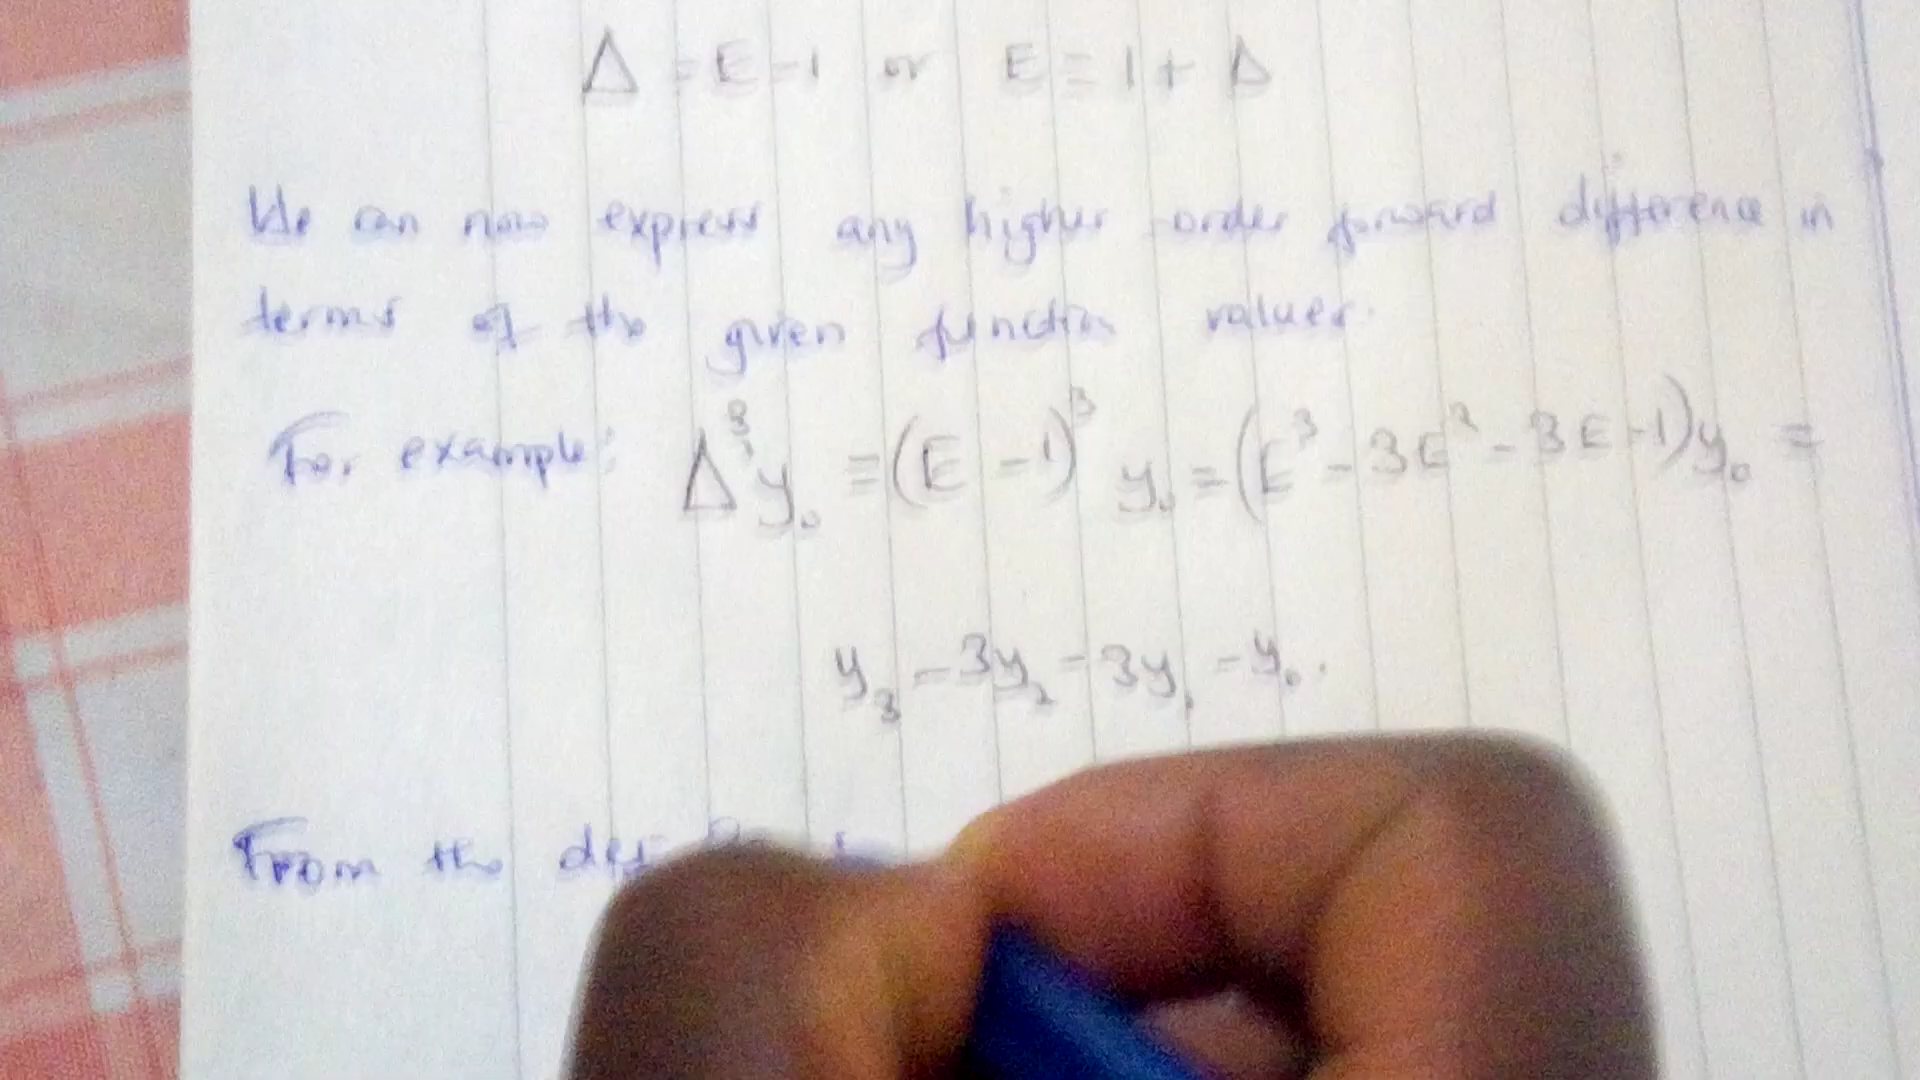 Δ = E - 1 or E ≡ 1 + Δ
We can now express any higher order forward difference in
terms of the given function values.
For example: Δ³y₀ ≡ (E - 1)³ y₀ = (E³ - 3E² - 3E - 1)y₀ =
y₃ - 3y₂ - 3y₁ - y₀.
From the